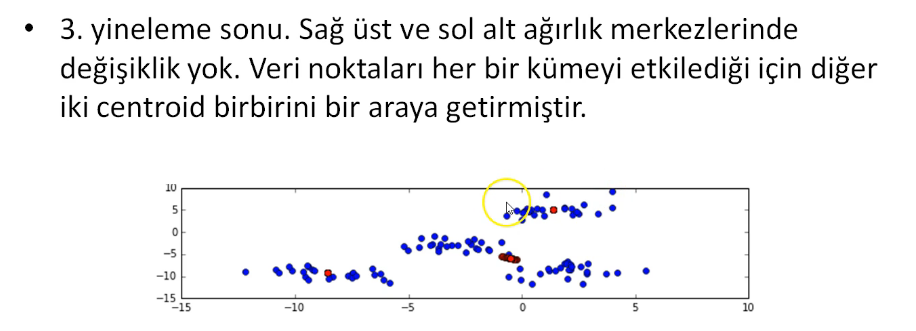 • 3. yineleme sonu. Sağ üst ve sol alt ağırlık merkezlerinde
değişiklik yok. Veri noktaları her bir kümeyi etkilediği için diğer
iki centroid birbirini bir araya getirmiştir.
10
5
0
−5
−10
−15
−15 −10 −5 0 5 10